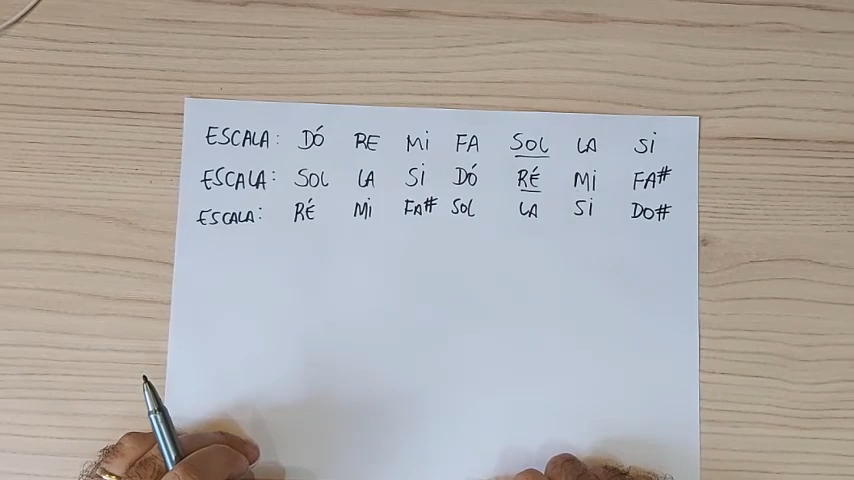 ESCALA: DÓ RE Mi FA SOL LA Si
ESCALA: SOL LA Si DÓ RÉ Mi FA#
ESCALA: RÉ Mi FA# SOL LA Si DO#